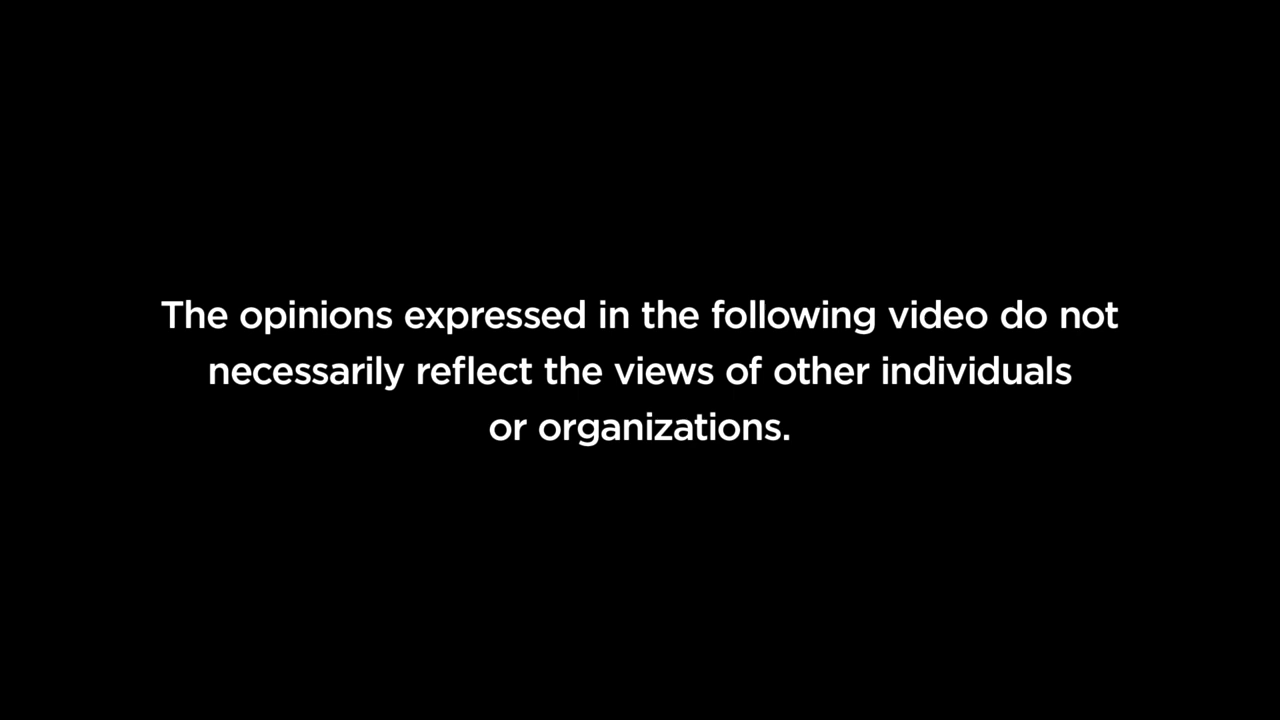 The opinions expressed in the following video do not
necessarily reflect the views of other individuals
or organizations.